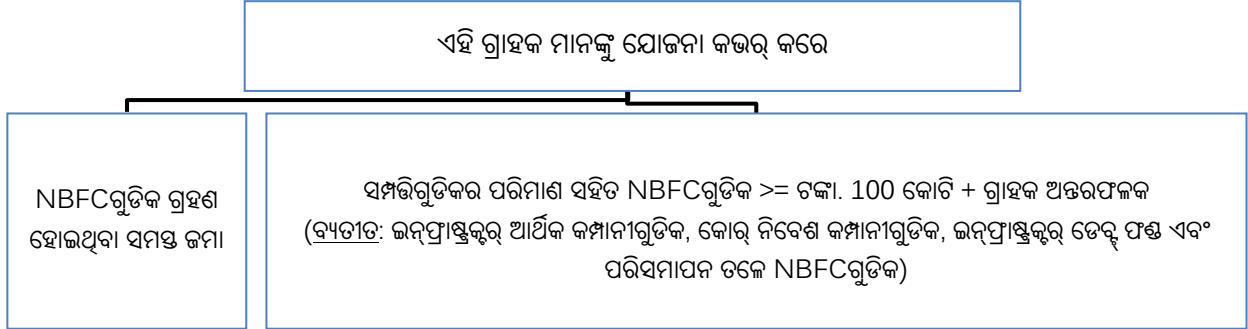 ଏହି ଗ୍ରାହକ ମାନଙ୍କୁ ଯୋଜନା କଭର୍ କରେ
NBFCଗୁଡିକ ଗ୍ରହଣ
ହୋଇଥିବା ସମସ୍ତ ଜମା
ସମ୍ପତ୍ତିଗୁଡିକର ପରିମାଣ ସହିତ NBFCଗୁଡିକ >= ଟଙ୍କା. 100 କୋଟି + ଗ୍ରାହକ ଅନ୍ତରଫଳକ
(ବ୍ୟତୀତ: ଇନ୍‌ଫ୍ରାଷ୍ଟ୍ରକ୍ଚର୍ ଆର୍ଥିକ କମ୍ପାନୀଗୁଡିକ, କୋର୍ ନିବେଶ କମ୍ପାନୀଗୁଡିକ, ଇନ୍‌ଫ୍ରାଷ୍ଟ୍ରକ୍ଚର୍ ଡେବ୍ଟ୍ ଫଣ୍ଡ ଏବଂ
ପରିସମାପନ ତଳେ NBFCଗୁଡିକ)